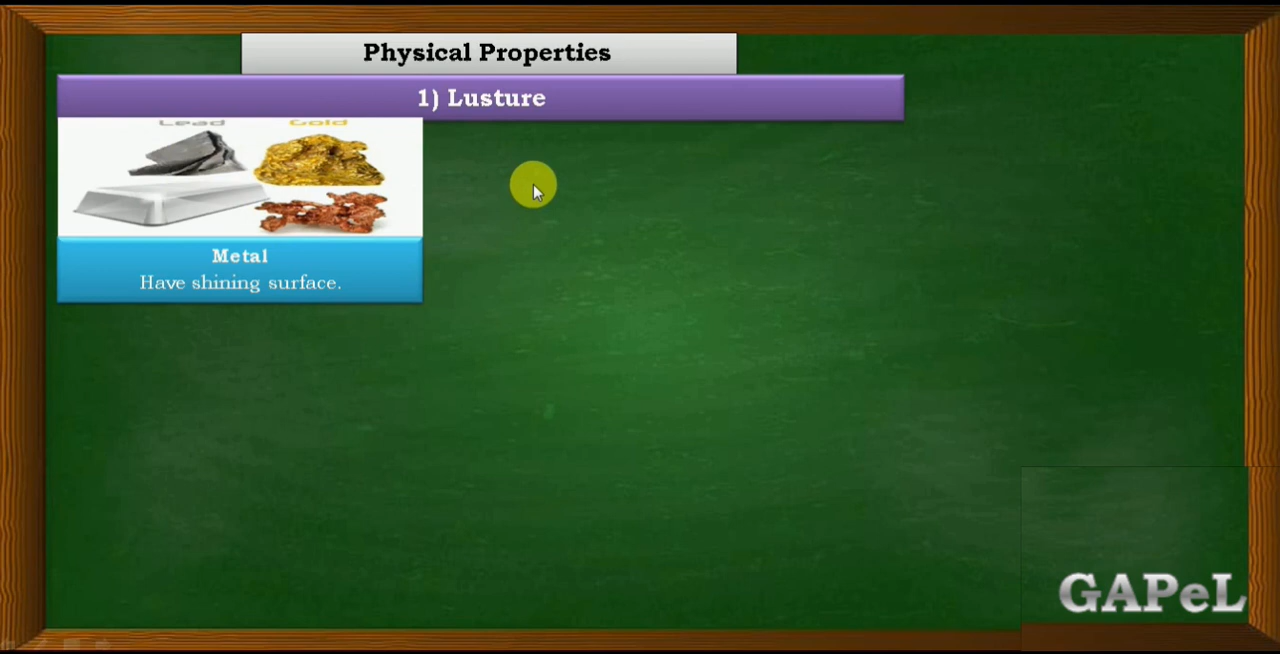 Physical Properties
1) Lusture
Lead Gold
Metal
Have shining surface.
GAPeL